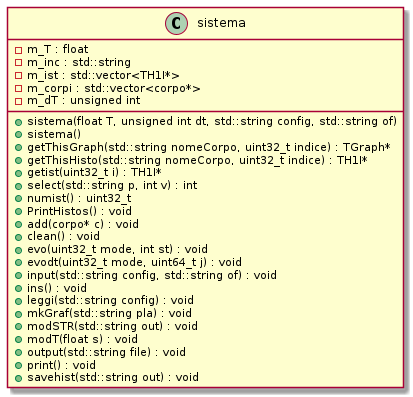 C sistema
m_T : float
m_inc : std::string
m_ist : std::vector<TH1I*>
m_corpi : std::vector<corpo*>
m_dT : unsigned int
sistema(float T, unsigned int dt, std::string config, std::string of)
sistema()
getThisGraph(std::string nomeCorpo, uint32_t indice) : TGraph*
getThisHisto(std::string nomeCorpo, uint32_t indice) : TH1I*
getist(uint32_t i) : TH1I*
select(std::string p, int v) : int
numist() : uint32_t
PrintHistos() : void
add(corpo* c) : void
clean() : void
evo(uint32_t mode, int st) : void
evodt(uint32_t mode, uint64_t j) : void
input(std::string config, std::string of) : void
ins() : void
leggi(std::string config) : void
mkGraf(std::string pla) : void
modSTR(std::string out) : void
modT(float s) : void
output(std::string file) : void
print() : void
savehist(std::string out) : void